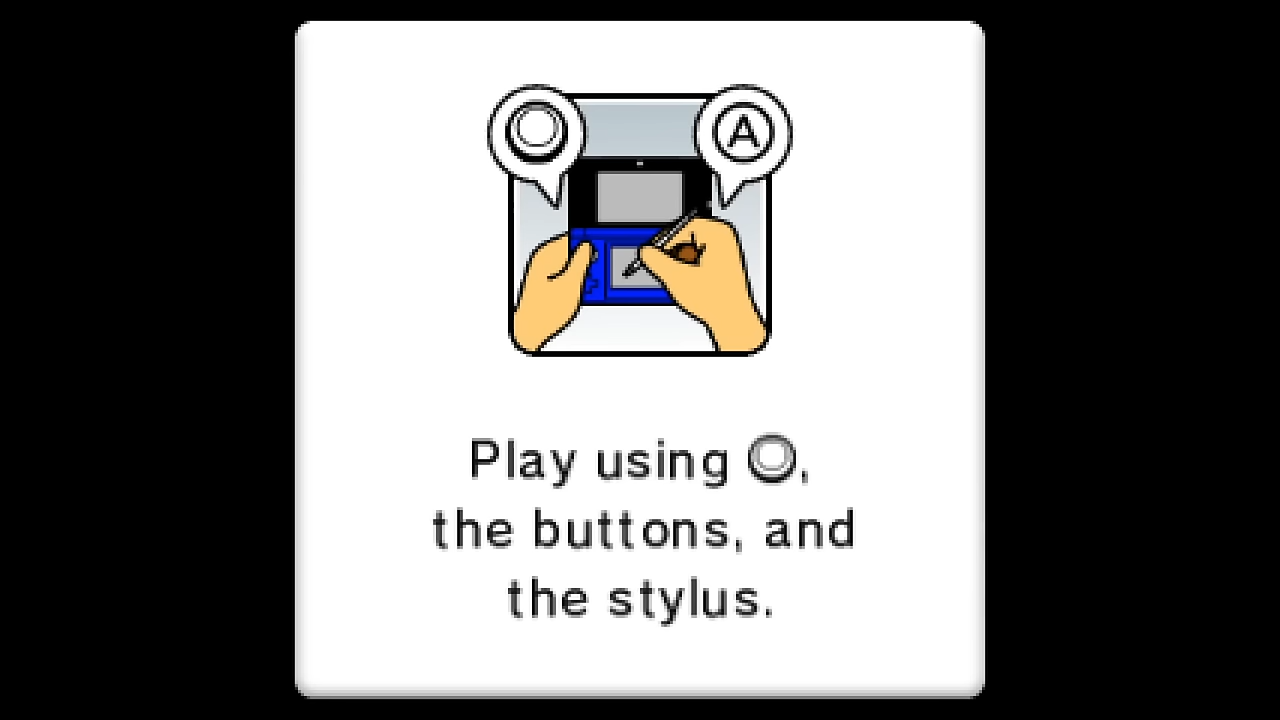 A
Play using ,
the buttons, and
the stylus.